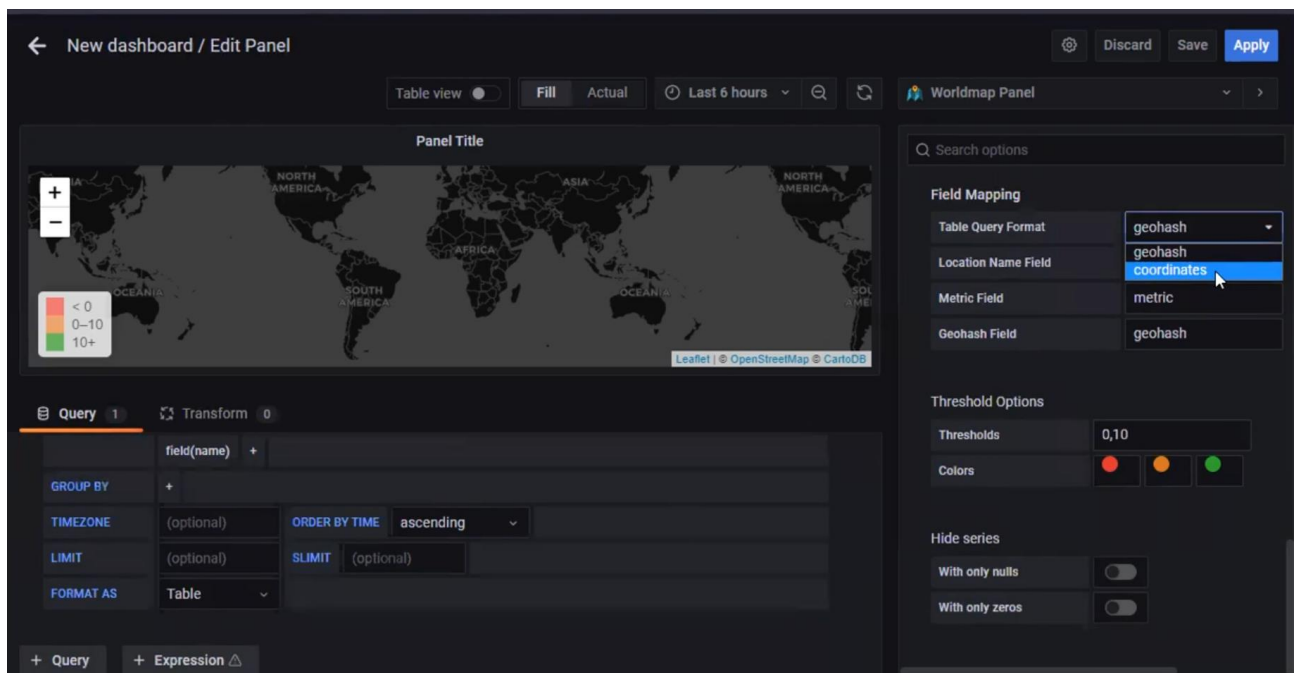 New dashboard / Edit Panel
Discard Save Apply
Table view Fill Actual Last 6 hours Worldmap Panel
Panel Title
Search options
+
−
NORTH AMERICA
ASIA
NORTH AMERICA
AFRICA
OCEANIA
SOUTH AMERICA
OCEANIA
< 0
0–10
10+
Leaflet | © OpenStreetMap © CartoDB
Field Mapping
Table Query Format geohash
geohash
coordinates
Location Name Field
Metric Field metric
Geohash Field geohash
Threshold Options
Thresholds 0,10
Colors
Hide series
With only nulls
With only zeros
Query 1 Transform 0
field(name) +
GROUP BY +
TIMEZONE (optional) ORDER BY TIME ascending
LIMIT (optional) SLIMIT (optional)
FORMAT AS Table
+ Query + Expression